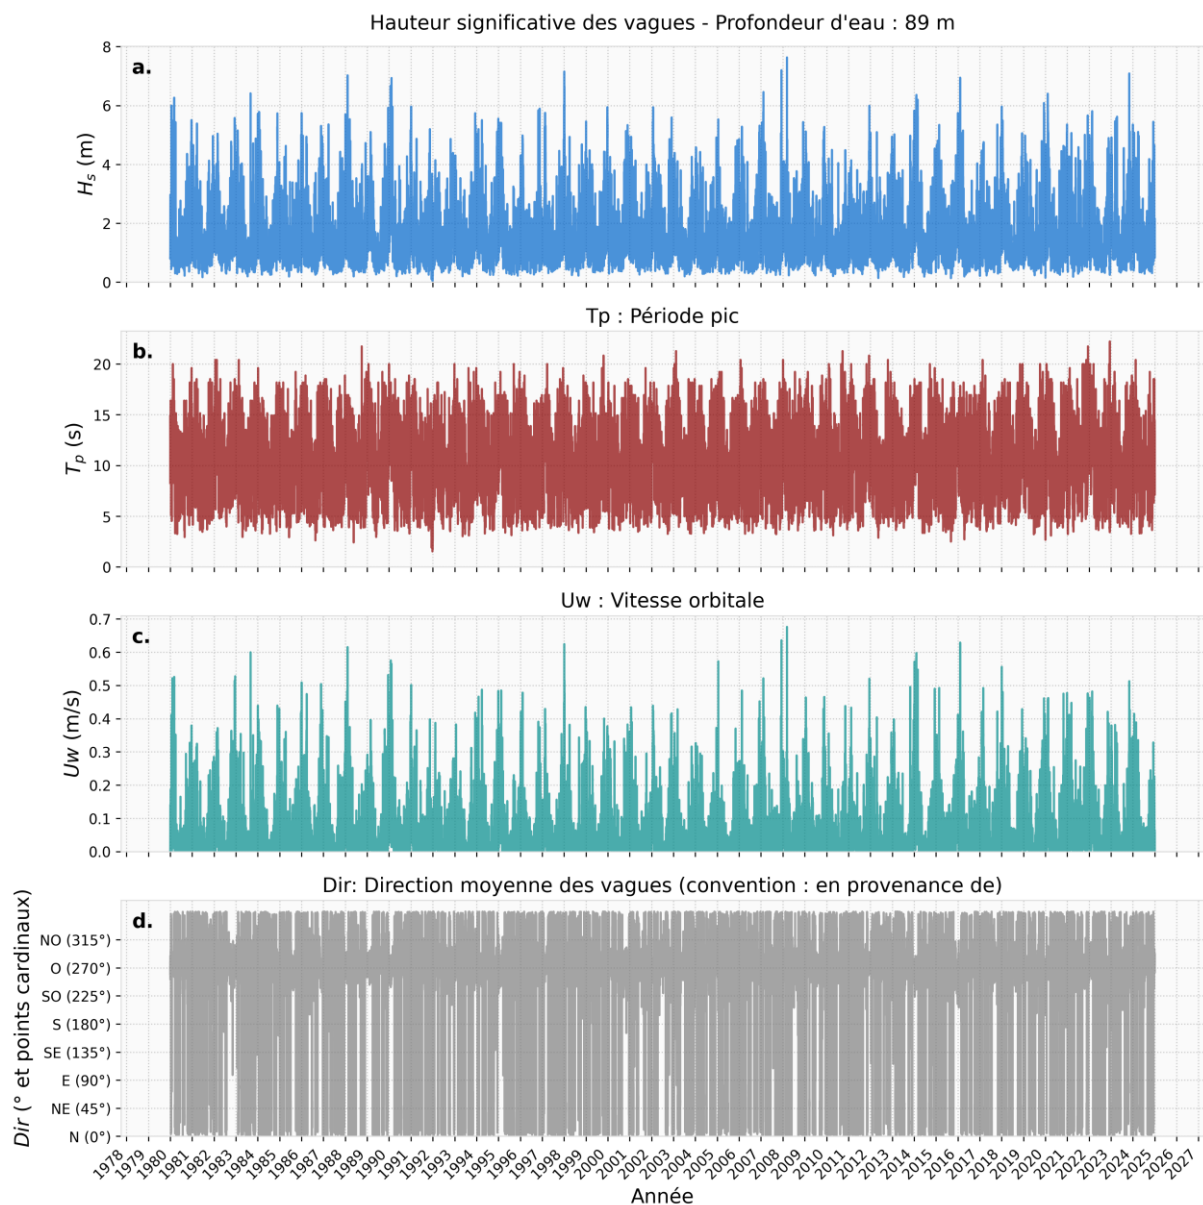 Hauteur significative des vagues - Profondeur d'eau : 89 m
a.
8
6
4
2
0
H_s (m)
Tp : Période pic
b.
20
15
10
5
0
T_p (s)
Uw : Vitesse orbitale
c.
0.7
0.6
0.5
0.4
0.3
0.2
0.1
0.0
Uw (m/s)
Dir: Direction moyenne des vagues (convention : en provenance de)
d.
NO (315°)
O (270°)
SO (225°)
S (180°)
SE (135°)
E (90°)
NE (45°)
N (0°)
Dir (° et points cardinaux)
1978 1979 1980 1981 1982 1983 1984 1985 1986 1987 1988 1989 1990 1991 1992 1993 1994 1995 1996 1997 1998 1999 2000 2001 2002 2003 2004 2005 2006 2007 2008 2009 2010 2011 2012 2013 2014 2015 2016 2017 2018 2019 2020 2021 2022 2023 2024 2025 2026 2027
Année